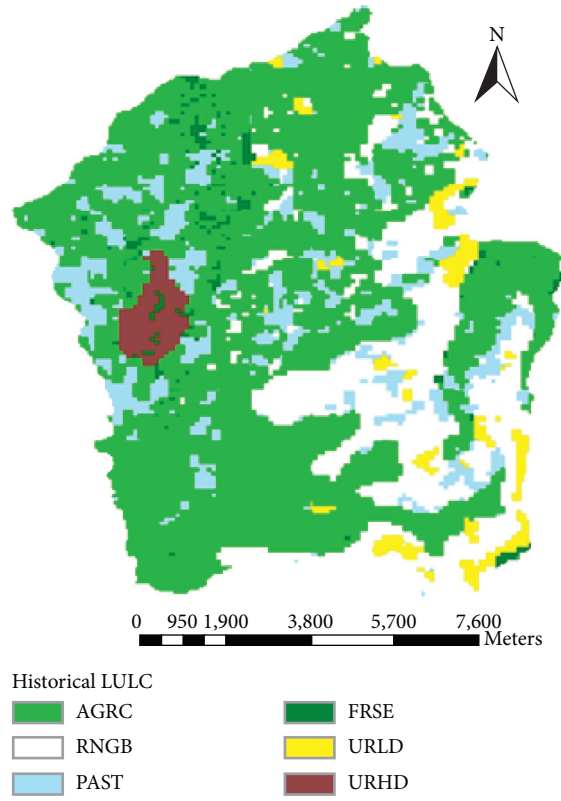 N
0 950 1,900 3,800 5,700 7,600
Meters
Historical LULC
AGRC FRSE
RNGB URLD
PAST URHD